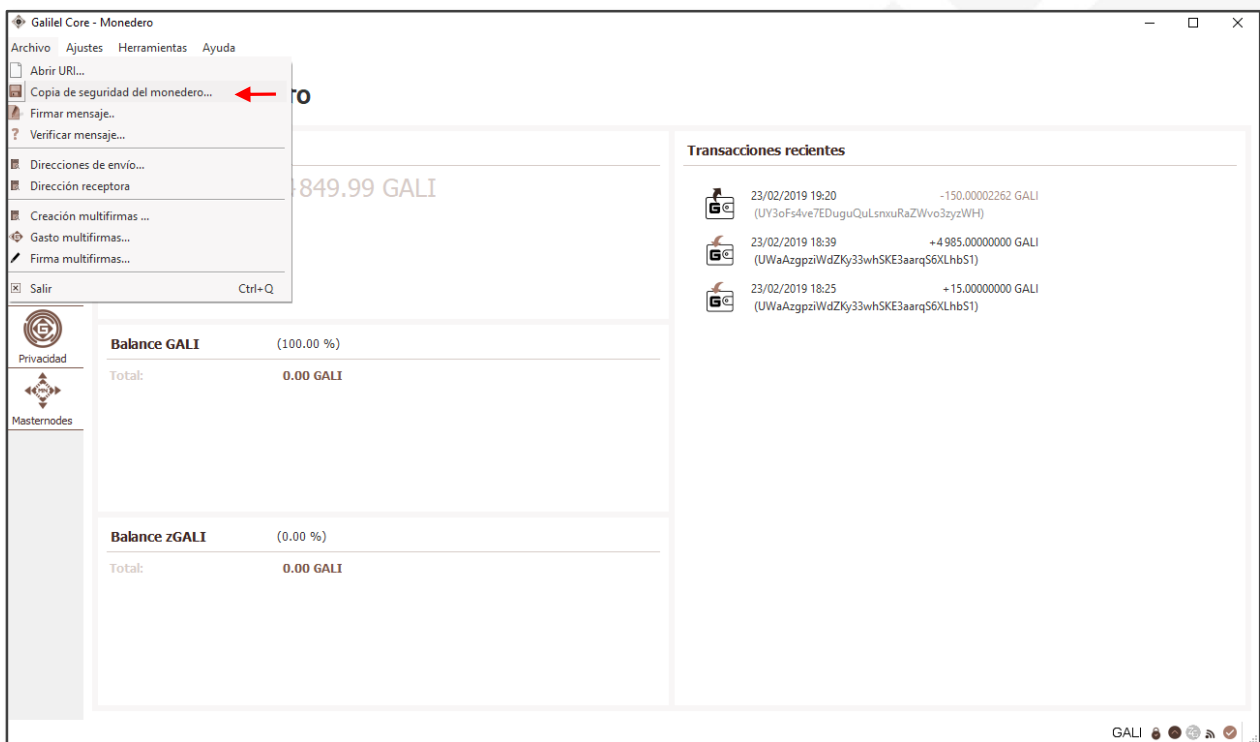 Galilel Core - Monedero
Archivo Ajustes Herramientas Ayuda
Abrir URI...
Copia de seguridad del monedero...
Firmar mensaje..
Verificar mensaje...
Direcciones de envío...
Dirección receptora
Creación multifirmas ...
Gasto multifirmas...
Firma multifirmas...
Salir Ctrl+Q
ro
849.99 GALI
Privacidad
Masternodes
Balance GALI (100.00 %)
Total: 0.00 GALI
Balance zGALI (0.00 %)
Total: 0.00 GALI
Transacciones recientes
23/02/2019 19:20 -150.00002262 GALI
(UY3oFs4ve7EDuguQuLsnxuRaZWvo3zyzWH)
23/02/2019 18:39 +4 985.00000000 GALI
(UWaAzgpziWdZKy33whSKE3aarqS6XLhbS1)
23/02/2019 18:25 +15.00000000 GALI
(UWaAzgpziWdZKy33whSKE3aarqS6XLhbS1)
GALI